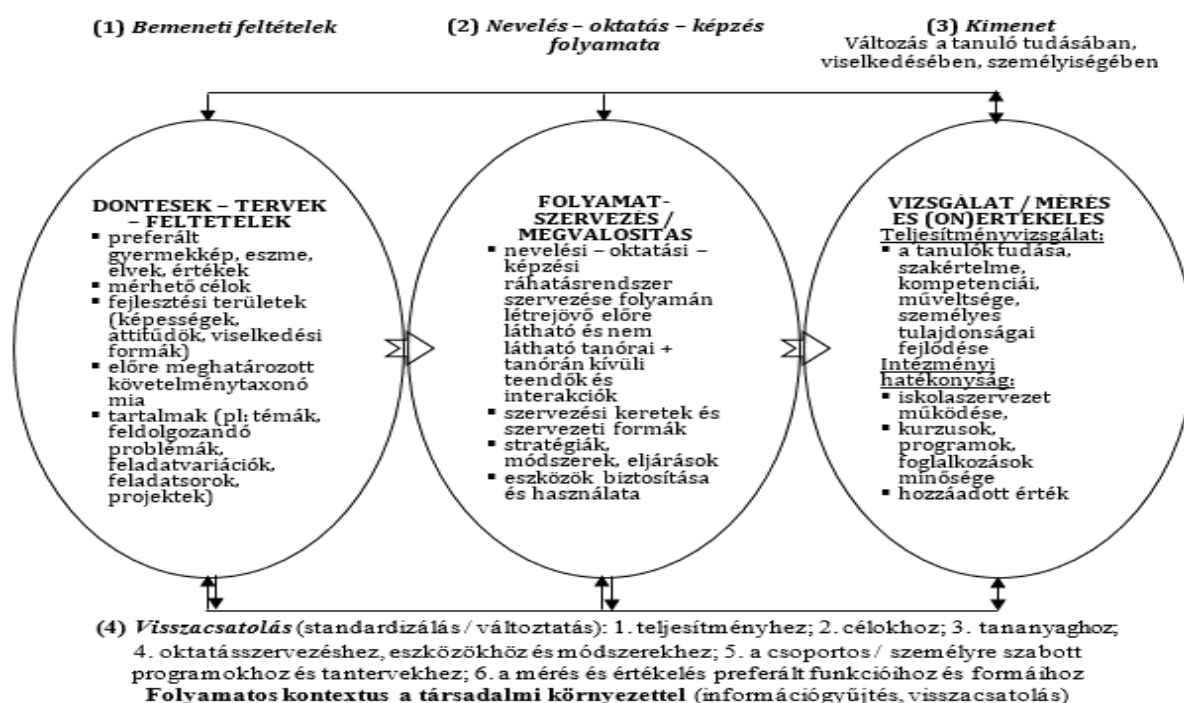 (1) Bemeneti feltételek
(2) Nevelés – oktatás – képzés
folyamata
(3) Kimenet
Változás a tanuló tudásában,
viselkedésében, személyiségében
DONTESEK – TERVEK
– FELTETELEK
▪ preferált
gyermekkép, eszme,
elvek, értékek
▪ mérhető célok
▪ fejlesztési területek
(képességek,
attitűdök, viselkedési
formák)
▪ előre meghatározott
követelménytaxonó
mia
▪ tartalmak (pl: témák,
feldolgozandó
problémák,
feladatvariációk,
feladatsorok,
projektek)
FOLYAMAT-
SZERVEZÉS /
MEGVALOSITAS
▪ nevelési – oktatási –
képzési
ráhatásrendszer
szervezése folyamán
létrejövő előre
látható és nem
látható tanórai +
tanórán kívüli
teendők és
interakciók
▪ szervezési keretek és
szervezeti formák
▪ stratégiák,
módszerek, eljárások
▪ eszközök biztosítása
és használata
VIZSGÁLAT / MÉRÉS
ES (ON)ERTEKELES
Teljesítményvizsgálat:
▪ a tanulók tudása,
szakértelme,
kompetenciái,
műveltsége,
személyes
tulajdonságai
fejlődése
Intézményi
hatékonyság:
▪ iskolaszervezet
működése,
kurzusok,
programok,
foglalkozások
minősége
▪ hozzáadott érték
(4) Visszacsatolás (standardizálás / változtatás): 1. teljesítményhez; 2. célokhoz; 3. tananyaghoz;
4. oktatásszervezéshez, eszközökhöz és módszerekhez; 5. a csoportos / személyre szabott
programokhoz és tantervekhez; 6. a mérés és értékelés preferált funkcióihoz és formáihoz
Folyamatos kontextus a társadalmi környezettel (információgyűjtés, visszacsatolás)